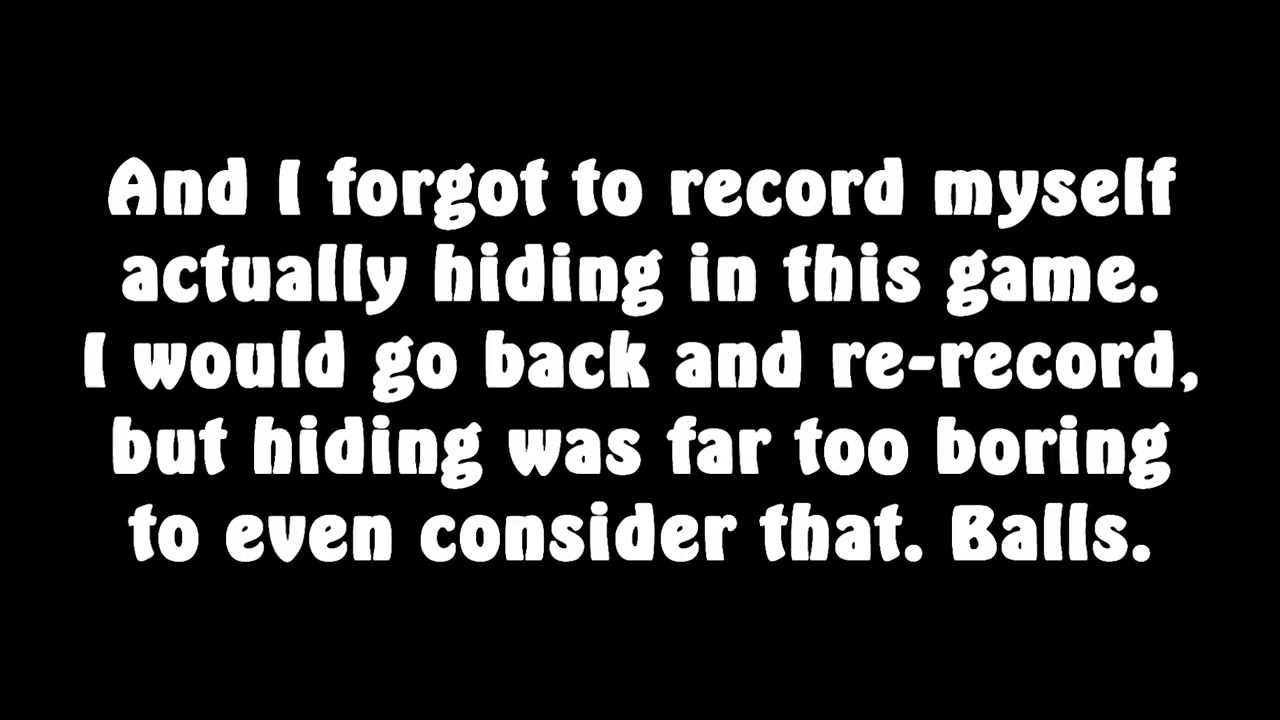 And I forgot to record myself
actually hiding in this game.
I would go back and re-record,
but hiding was far too boring
to even consider that. Balls.